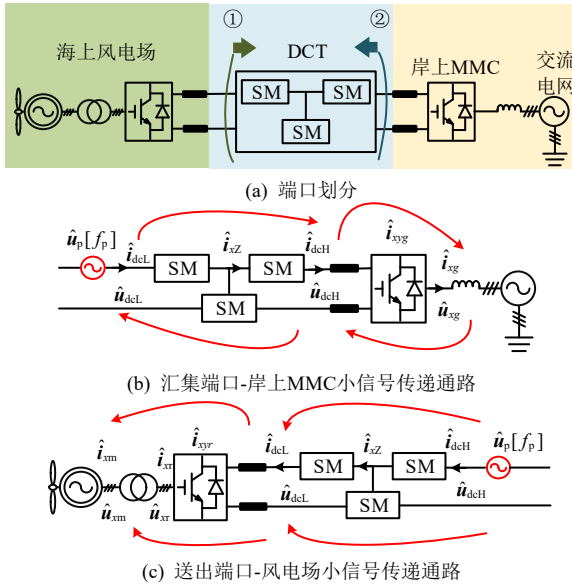 ① ②
海上风电场 DCT 岸上MMC 交流
电网
SM SM
SM
(a) 端口划分
û_p[f_p] î_dcL î_xZ î_dcH î_xyg î_xg
SM SM
û_dcL SM û_dcH û_xg
(b) 汇集端口-岸上MMC小信号传递通路
î_xm î_xr î_xyr î_dcL î_xZ î_dcH û_p[f_p]
SM SM
û_xm û_xr û_dcL SM û_dcH
(c) 送出端口-风电场小信号传递通路